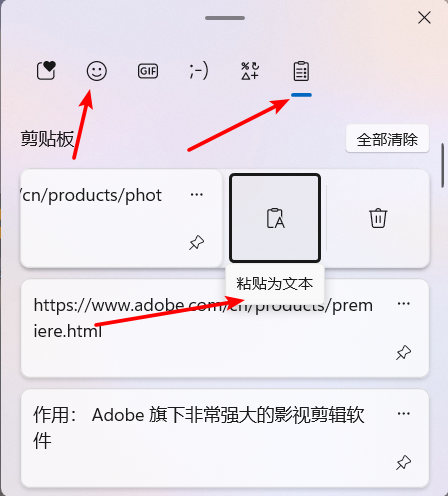 GIF
;-)
剪贴板
全部清除
/cn/products/phot
粘贴为文本
https://www.adobe.com/cn/products/prem
iere.html
作用： Adobe 旗下非常强大的影视剪辑软
件